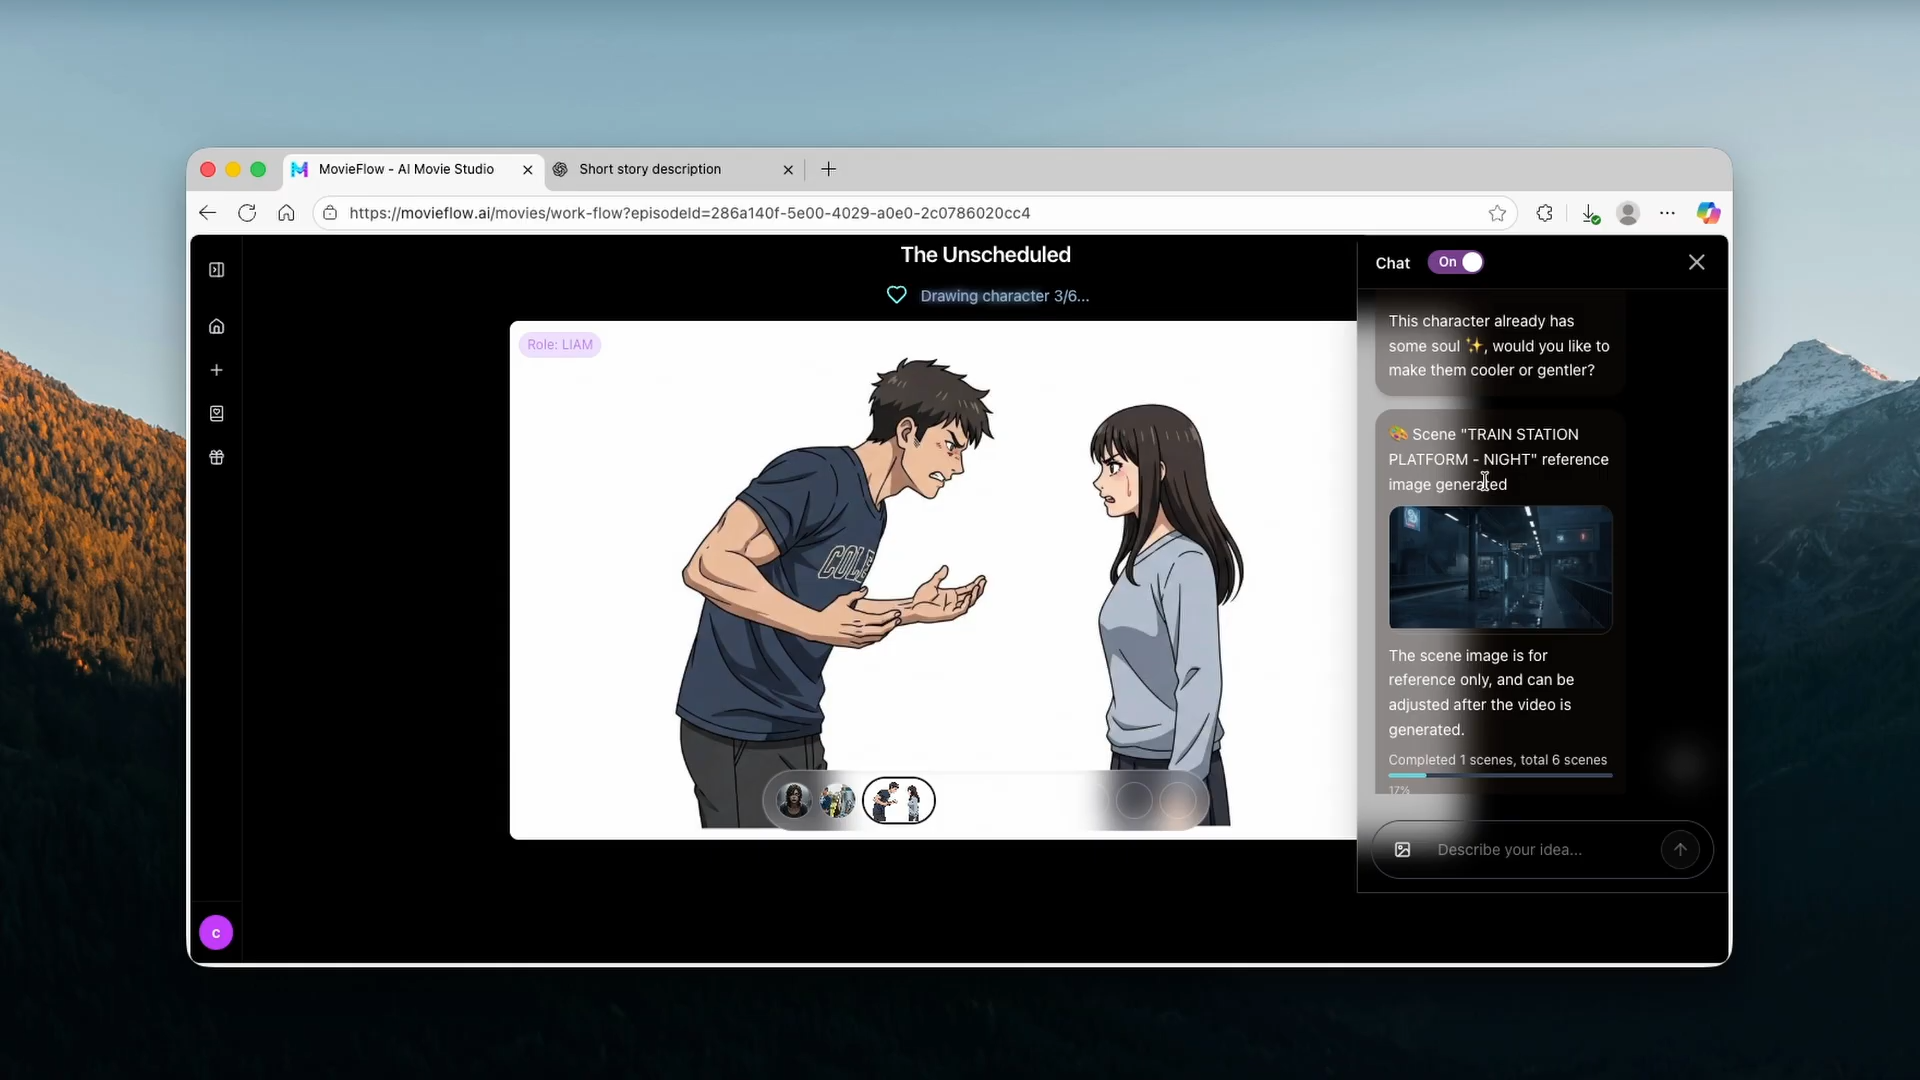 MovieFlow - AI Movie Studio
Short story description
https://movieflow.ai/movies/work-flow?episodeId=286a140f-5e00-4029-a0e0-2c0786020cc4
The Unscheduled
Drawing character 3/6...
Role: LIAM
COLE
Chat
On
This character already has
some soul ✨, would you like to
make them cooler or gentler?
🎨 Scene "TRAIN STATION
PLATFORM - NIGHT" reference
image generated
The scene image is for
reference only, and can be
adjusted after the video is
generated.
Completed 1 scenes, total 6 scenes
17%
Describe your idea...
c